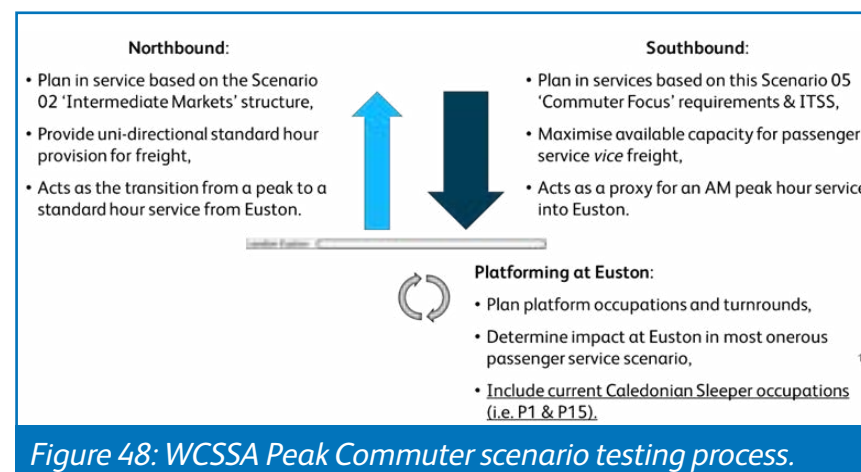 Northbound:
• Plan in service based on the Scenario
02 ‘Intermediate Markets’ structure,
• Provide uni-directional standard hour
provision for freight,
• Acts as the transition from a peak to a
standard hour service from Euston.
Southbound:
• Plan in services based on this Scenario 05
‘Commuter Focus’ requirements & ITSS,
• Maximise available capacity for passenger
service vice freight,
• Acts as a proxy for an AM peak hour service
into Euston.
London Euston
Platforming at Euston:
• Plan platform occupations and turnrounds,
• Determine impact at Euston in most onerous
passenger service scenario,
• Include current Caledonian Sleeper occupations
(i.e. P1 & P15).
Figure 48: WCSSA Peak Commuter scenario testing process.